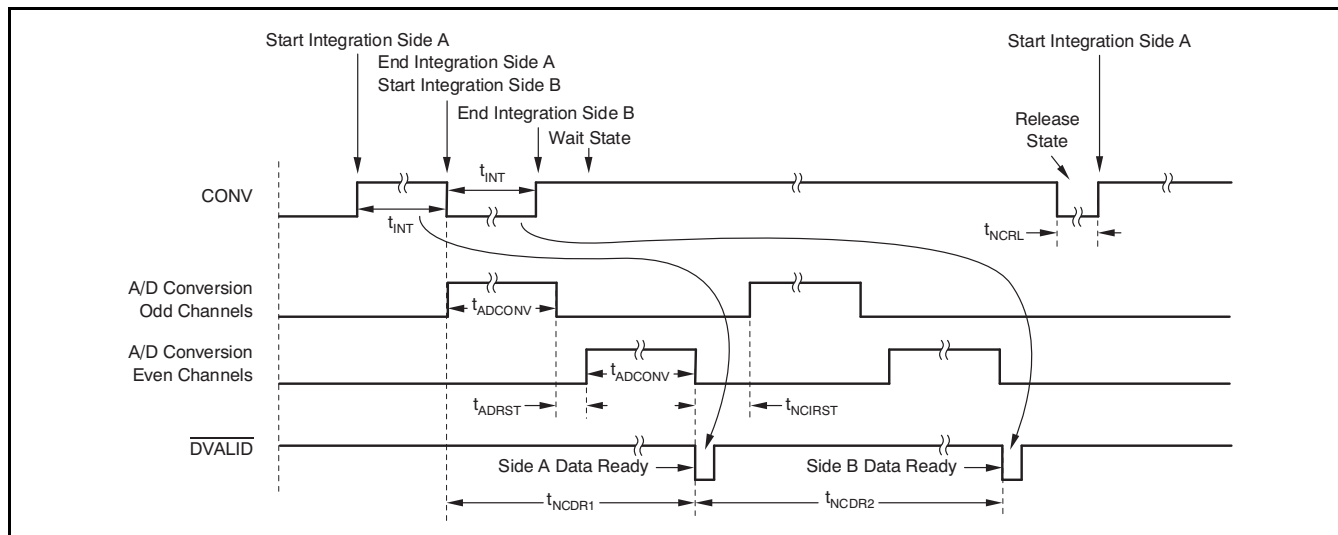 Start Integration Side A
End Integration Side A
Start Integration Side B
End Integration Side B
Wait State
Release
State
Start Integration Side A
CONV
tINT
tINT
tNCRL
A/D Conversion
Odd Channels
tADCONV
A/D Conversion
Even Channels
tADCONV
tADRST
tNCIRST
DVALID
Side A Data Ready
Side B Data Ready
tNCDR1
tNCDR2